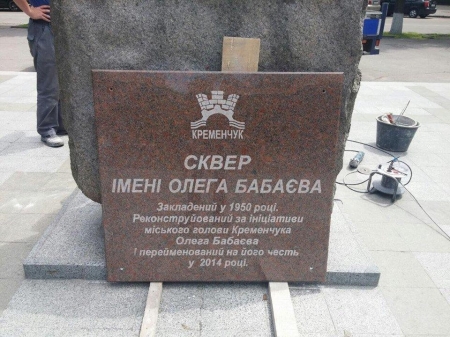 КРЕМЕНЧУК
СКВЕР
ІМЕНІ ОЛЕГА БАБАЄВА
Закладений у 1950 році.
Реконструйований за ініціативи
міського голови Кременчука
Олега Бабаєва
і перейменований на його честь
у 2014 році.